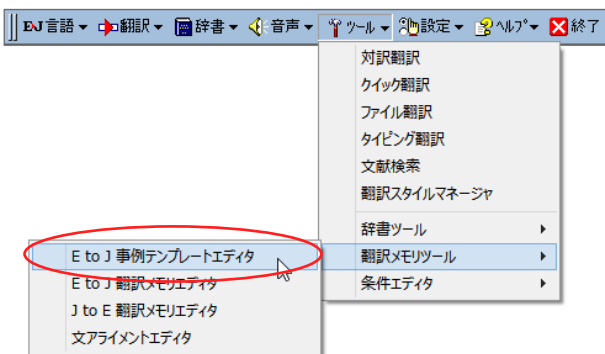 EJ言語 翻訳 辞書 音声 ツール 設定 ヘルプ 終了
対訳翻訳
クイック翻訳
ファイル翻訳
タイピング翻訳
文献検索
翻訳スタイルマネージャ
辞書ツール
翻訳メモリツール
条件エディタ
E to J 事例テンプレートエディタ
E to J 翻訳メモリエディタ
J to E 翻訳メモリエディタ
文アライメントエディタ